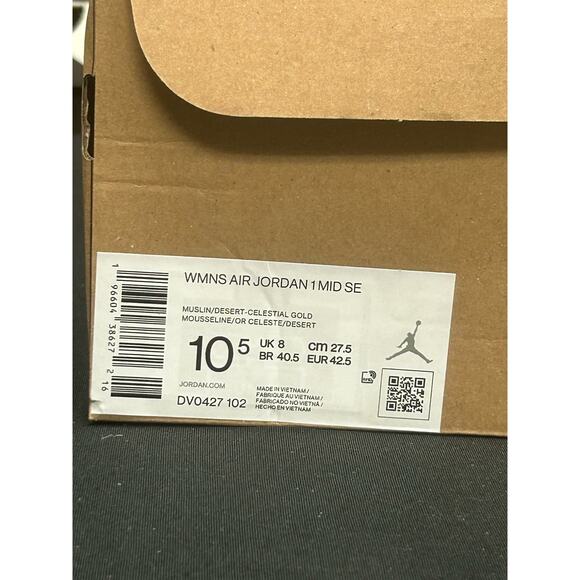 WMNS AIR JORDAN 1 MID SE
MUSLIN/DESERT-CELESTIAL GOLD
MOUSSELINE/OR CELESTE/DESERT
10 5
UK 8 cm 27.5
BR 40.5 EUR 42.5
JORDAN.COM
DV0427 102
MADE IN VIETNAM /
FABRIQUE AU VIETNAM /
FABRICADO NO VIETNÃ /
HECHO EN VIETNAM
1 96604 38627 2 16